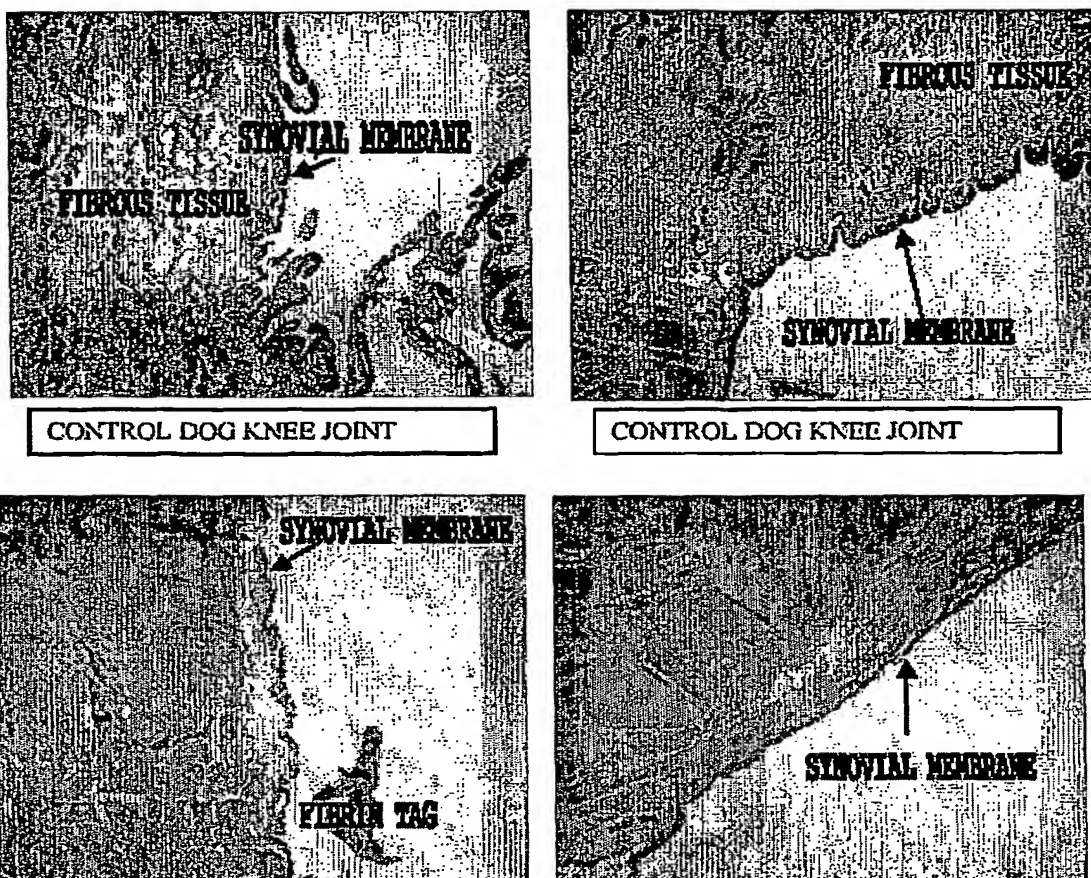 FIBROUS TISSUE
SYNOVIAL MEMBRANE
FIBROUS TISSUE
SYNOVIAL MEMBRANE
CONTROL DOG KNEE JOINT
CONTROL DOG KNEE JOINT
SYNOVIAL MEMBRANE
FIBRIN TAG
SYNOVIAL MEMBRANE